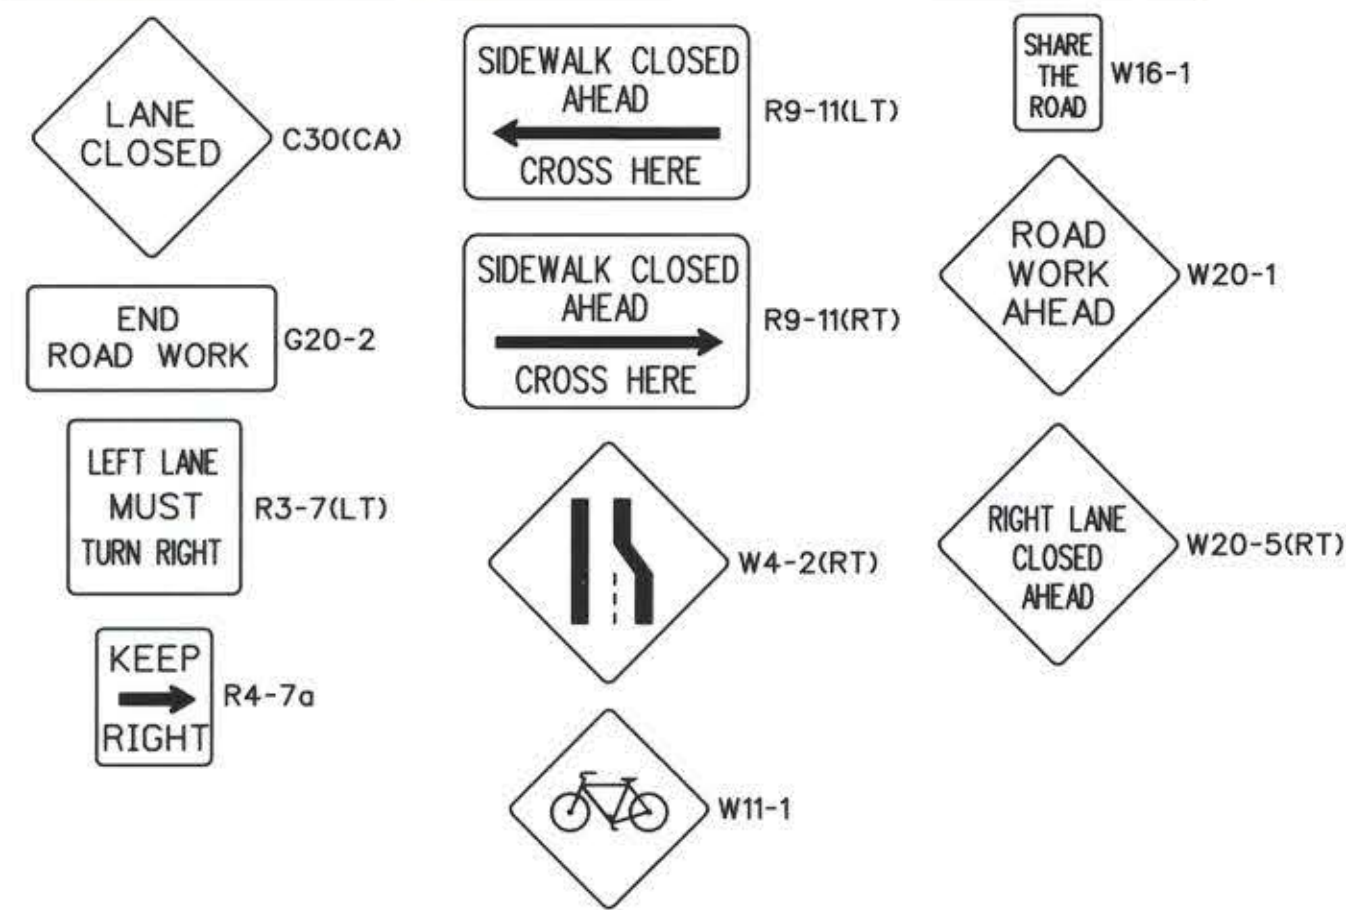 LANE
CLOSED
C30(CA)
END
ROAD WORK
G20-2
LEFT LANE
MUST
TURN RIGHT
R3-7(LT)
KEEP
RIGHT
R4-7a
SIDEWALK CLOSED
AHEAD
CROSS HERE
R9-11(LT)
SIDEWALK CLOSED
AHEAD
CROSS HERE
R9-11(RT)
W4-2(RT)
W11-1
SHARE
THE
ROAD
W16-1
ROAD
WORK
AHEAD
W20-1
RIGHT LANE
CLOSED
AHEAD
W20-5(RT)